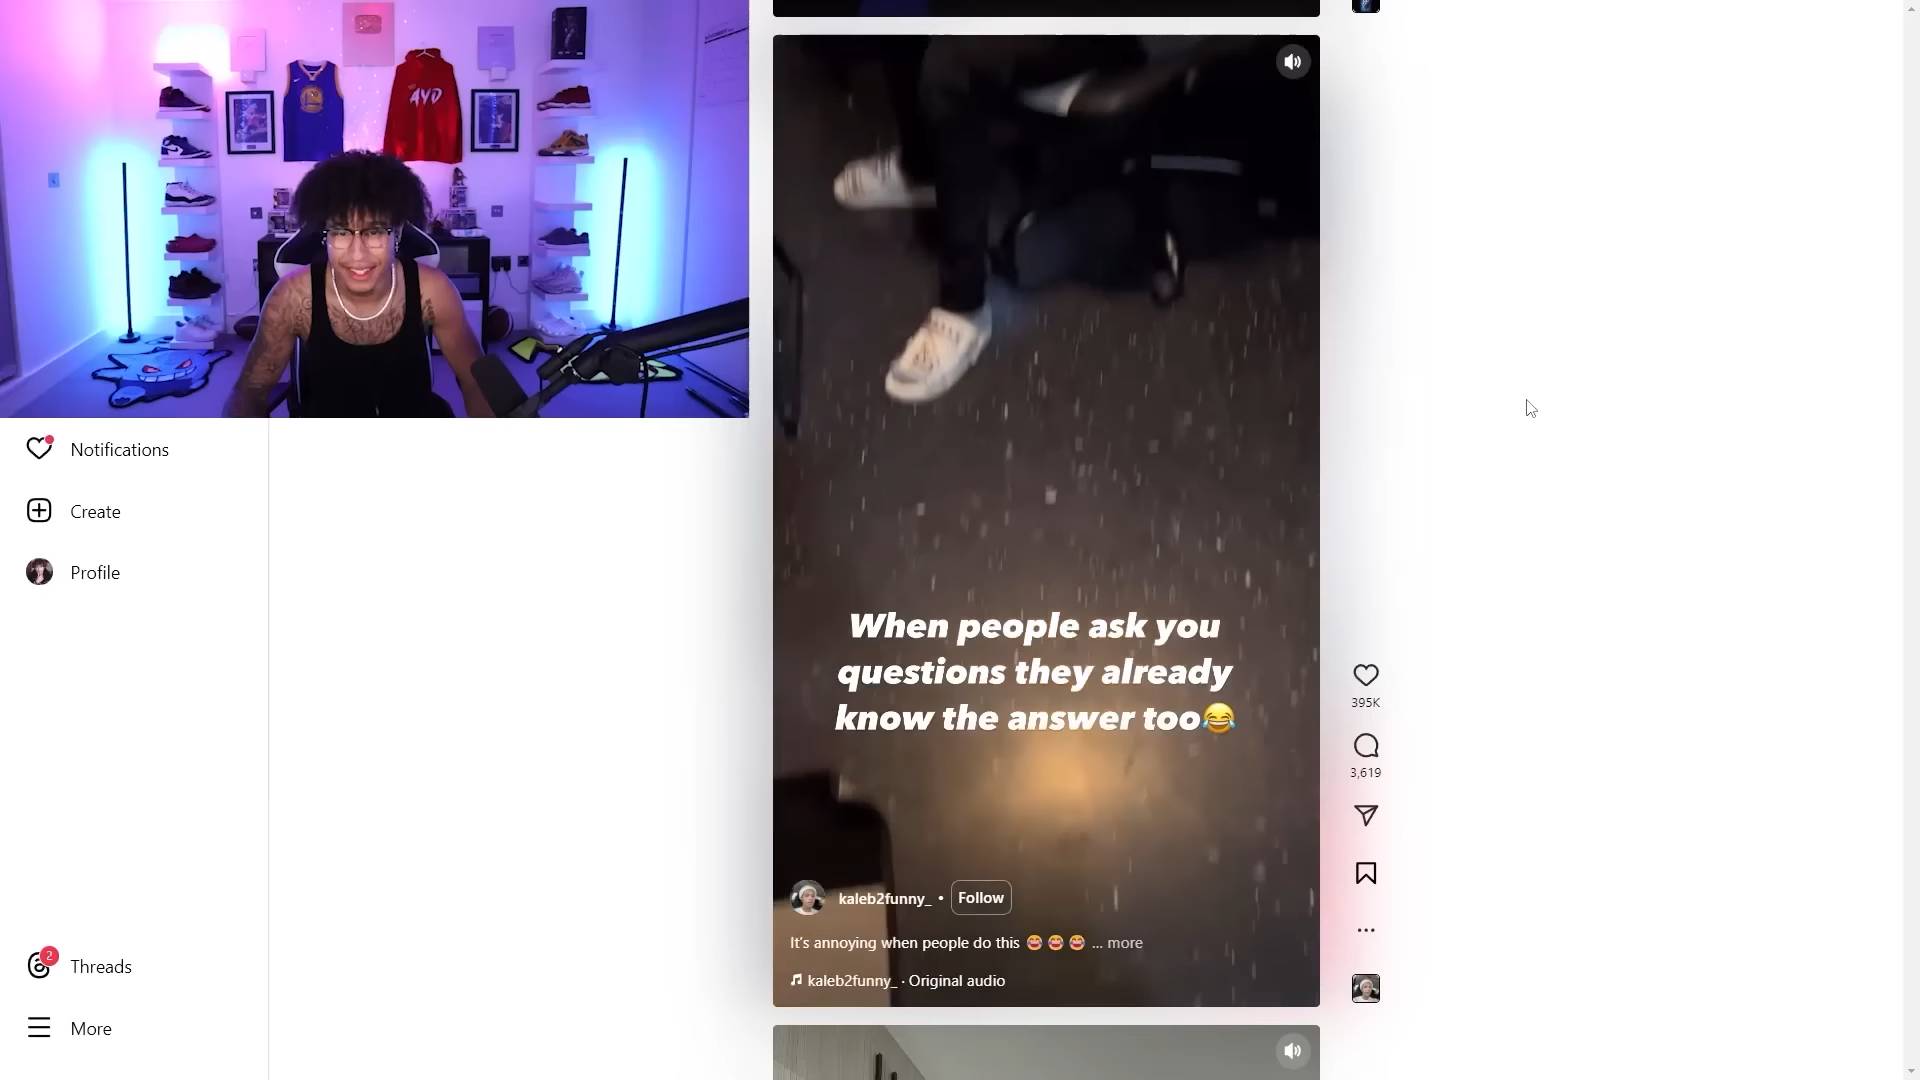 AYD
Notifications
Create
Profile
2
Threads
More
When people ask you
questions they already
know the answer too😂
kaleb2funny_ • Follow
It's annoying when people do this 😂 😂 😂 ... more
kaleb2funny_ · Original audio
395K
3,619